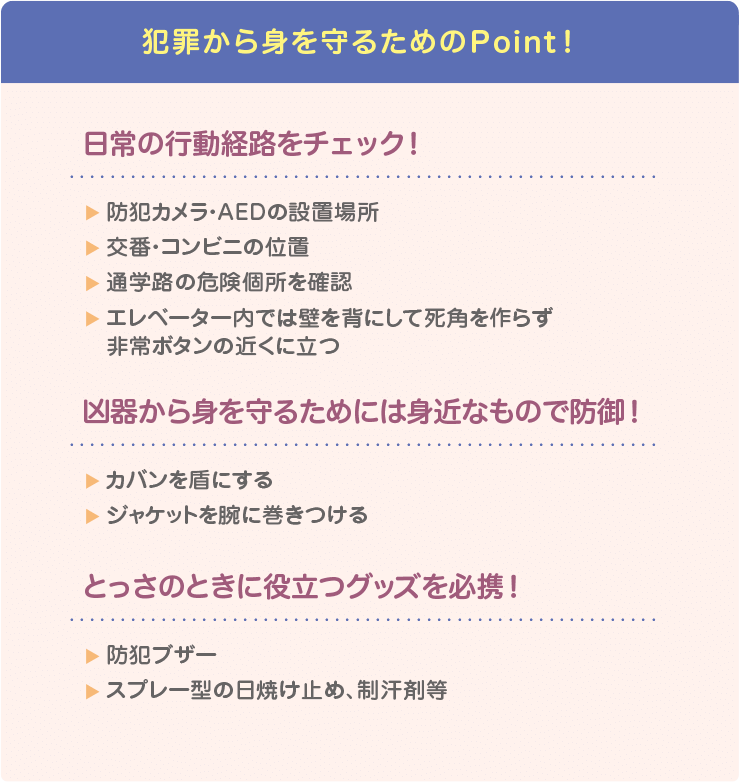 犯罪から身を守るためのPoint！
日常の行動経路をチェック！
▶ 防犯カメラ・AEDの設置場所
▶ 交番・コンビニの位置
▶ 通学路の危険個所を確認
▶ エレベーター内では壁を背にして死角を作らず
非常ボタンの近くに立つ
凶器から身を守るためには身近なもので防御！
▶ カバンを盾にする
▶ ジャケットを腕に巻きつける
とっさのときに役立つグッズを必携！
▶ 防犯ブザー
▶ スプレー型の日焼け止め、制汗剤等